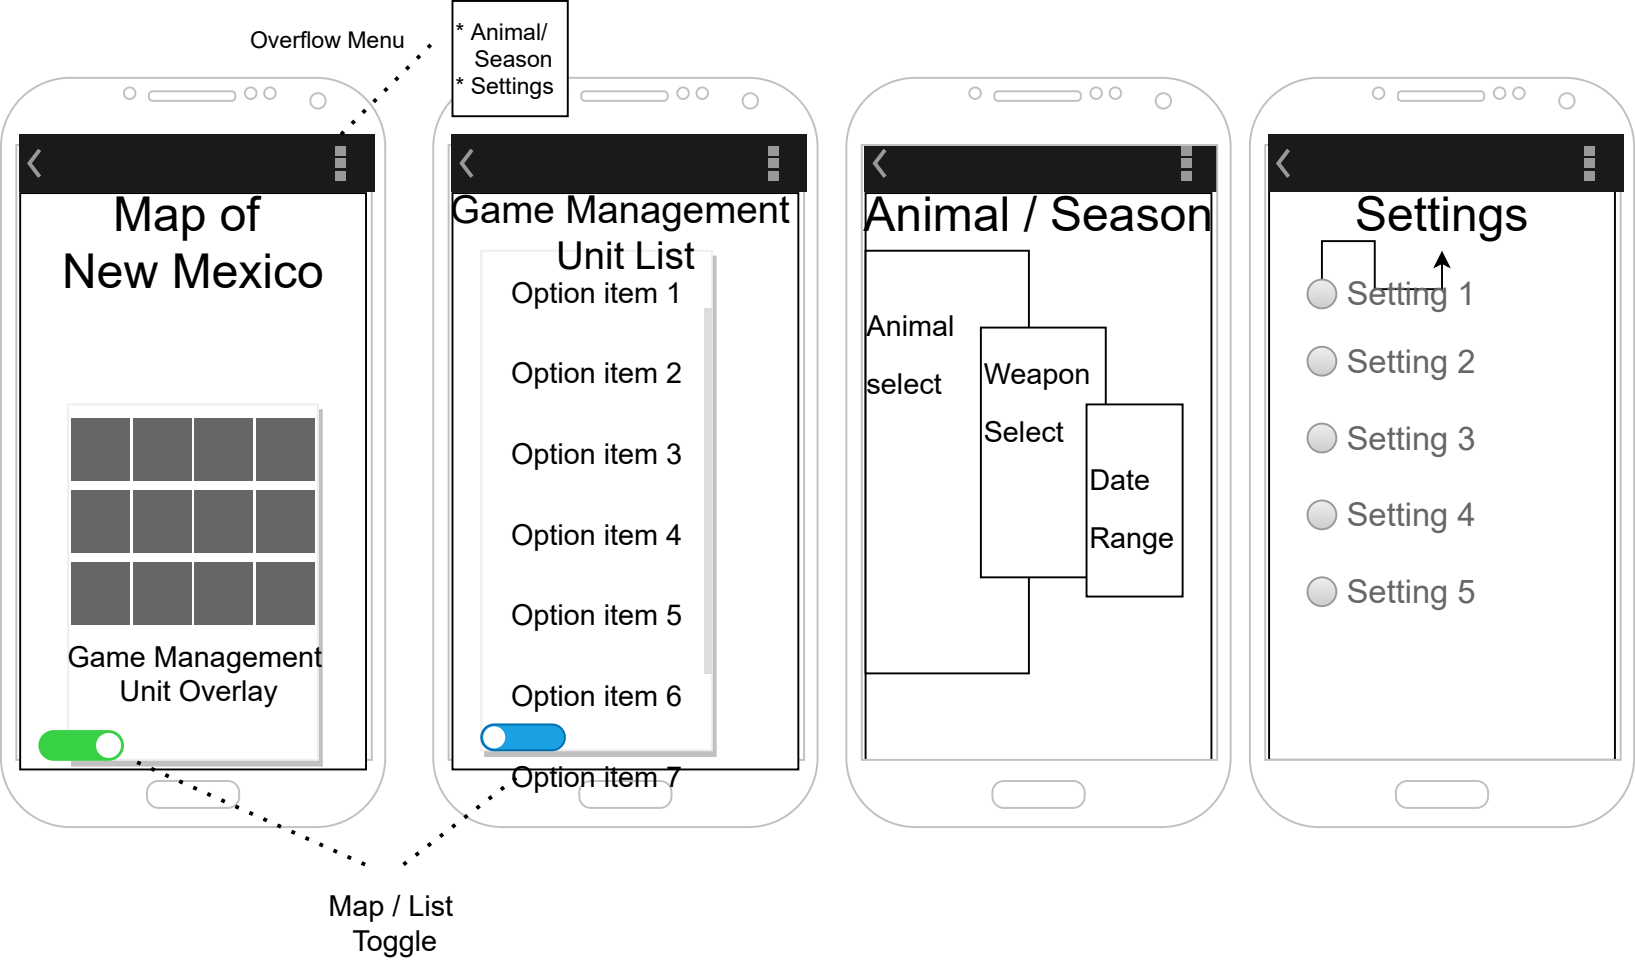 Overflow Menu
* Animal/
Season
* Settings
Map of
New Mexico
Game Management
Unit Overlay
Game Management
Unit List
Option item 1
Option item 2
Option item 3
Option item 4
Option item 5
Option item 6
Option item 7
Map / List
Toggle
Animal / Season
Animal
select
Weapon
Select
Date
Range
Settings
Setting 1
Setting 2
Setting 3
Setting 4
Setting 5